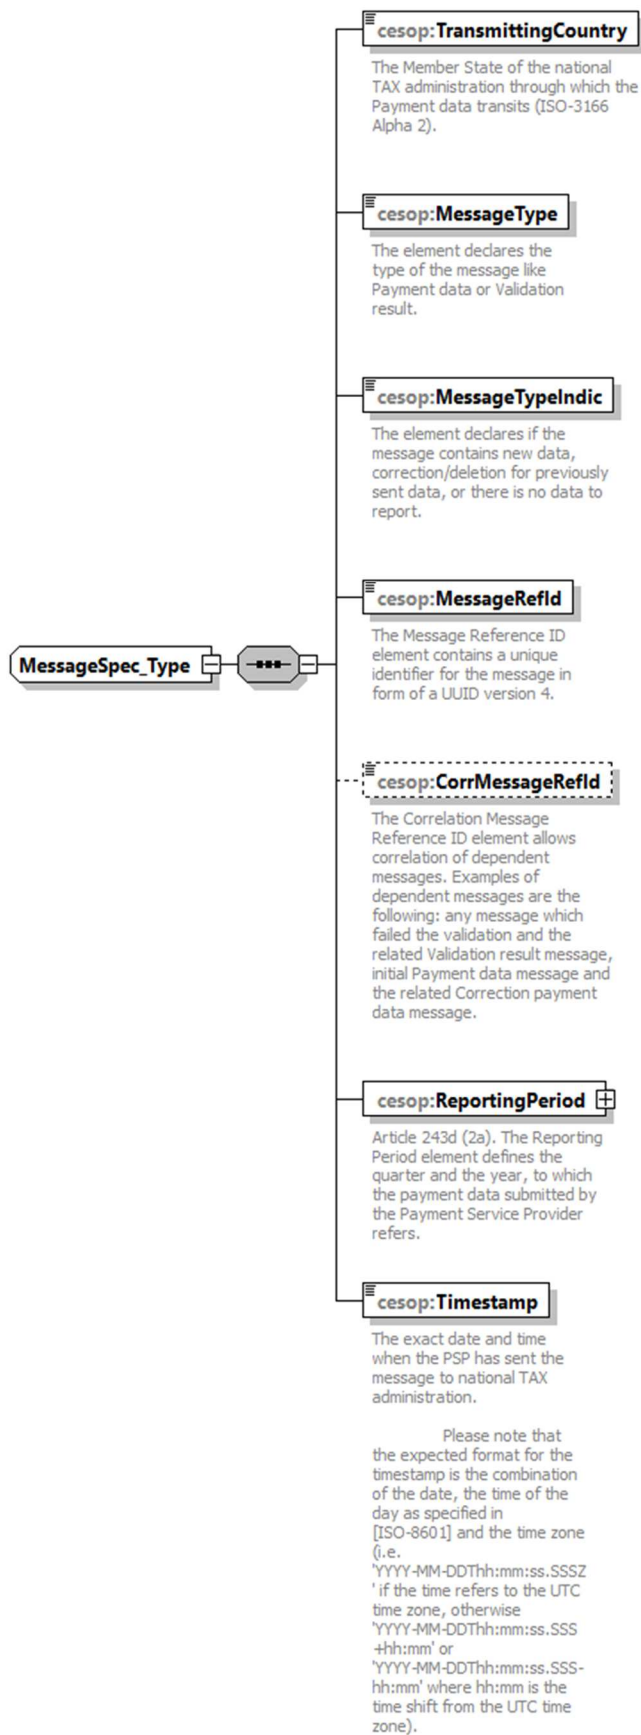 cesop:TransmittingCountry
The Member State of the national
TAX administration through which the
Payment data transits (ISO-3166
Alpha 2).
cesop:MessageType
The element declares the
type of the message like
Payment data or Validation
result.
cesop:MessageTypeIndic
The element declares if the
message contains new data,
correction/deletion for previously
sent data, or there is no data to
report.
cesop:MessageRefId
The Message Reference ID
element contains a unique
identifier for the message in
form of a UUID version 4.
MessageSpec_Type
cesop:CorrMessageRefId
The Correlation Message
Reference ID element allows
correlation of dependent
messages. Examples of
dependent messages are the
following: any message which
failed the validation and the
related Validation result message,
initial Payment data message and
the related Correction payment
data message.
cesop:ReportingPeriod
Article 243d (2a). The Reporting
Period element defines the
quarter and the year, to which
the payment data submitted by
the Payment Service Provider
refers.
cesop:Timestamp
The exact date and time
when the PSP has sent the
message to national TAX
administration.
Please note that
the expected format for the
timestamp is the combination
of the date, the time of the
day as specified in
[ISO-8601] and the time zone
(i.e.
'YYYY-MM-DDThh:mm:ss.SSSZ
' if the time refers to the UTC
time zone, otherwise
'YYYY-MM-DDThh:mm:ss.SSS
+hh:mm' or
'YYYY-MM-DDThh:mm:ss.SSS-
hh:mm' where hh:mm is the
time shift from the UTC time
zone).